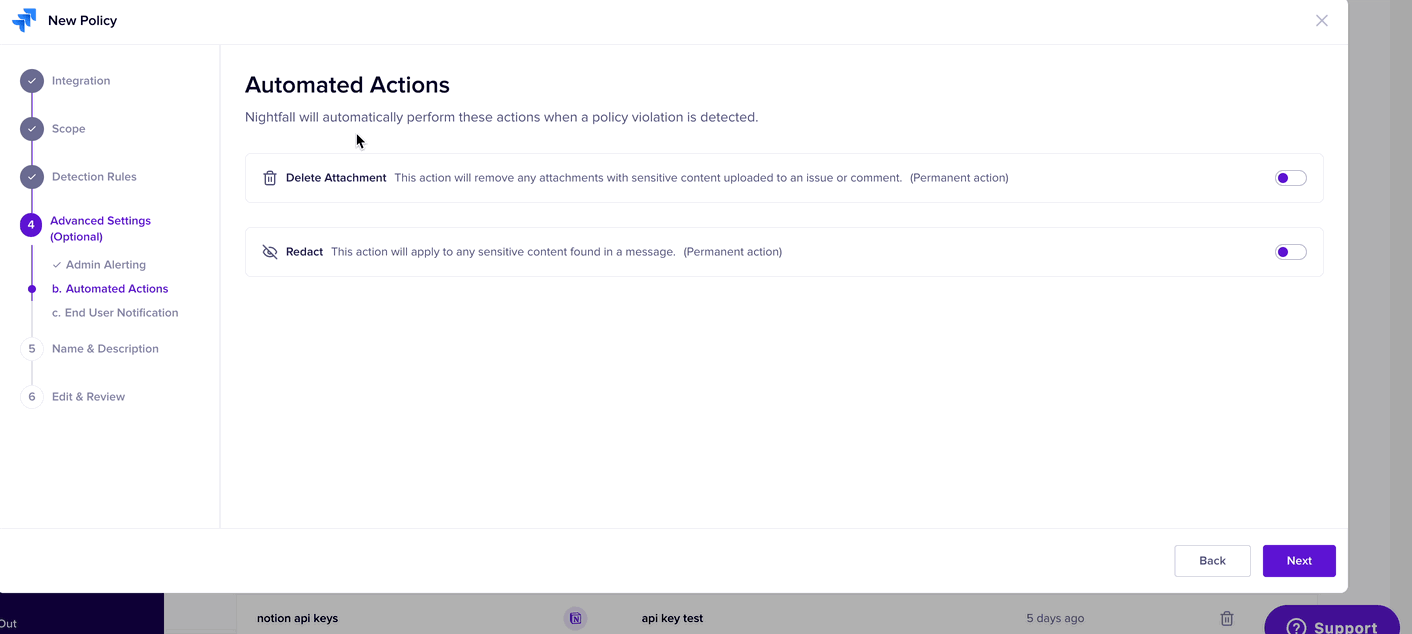 New Policy
Integration
Scope
Detection Rules
4
Advanced Settings
(Optional)
Admin Alerting
b. Automated Actions
c. End User Notification
5
Name & Description
6
Edit & Review
Automated Actions
Nightfall will automatically perform these actions when a policy violation is detected.
Delete Attachment This action will remove any attachments with sensitive content uploaded to an issue or comment. (Permanent action)
Redact This action will apply to any sensitive content found in a message. (Permanent action)
Back
Next
Out
notion api keys
api key test
5 days ago
Support